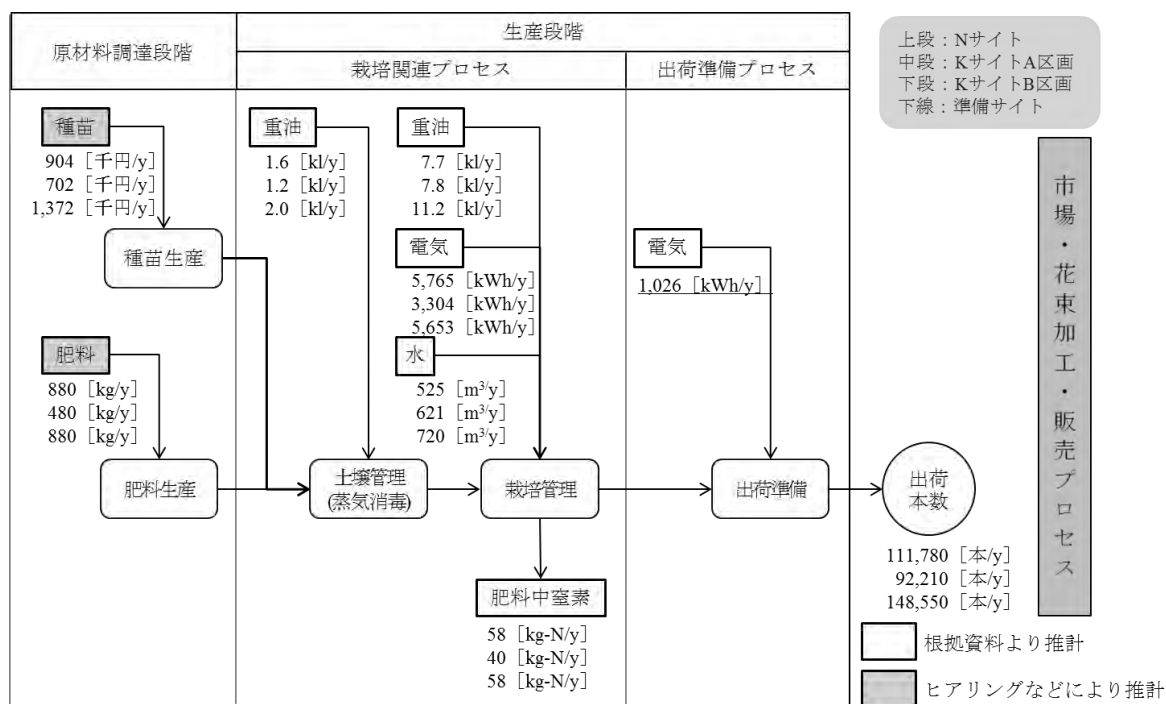 原材料調達段階
生産段階
栽培関連プロセス
出荷準備プロセス
上段：Nサイト
中段：KサイトA区画
下段：KサイトB区画
下線：準備サイト
種苗
904［千円/y］
702［千円/y］
1,372［千円/y］
種苗生産
肥料
880［kg/y］
480［kg/y］
880［kg/y］
肥料生産
重油
1.6［kl/y］
1.2［kl/y］
2.0［kl/y］
土壌管理
(蒸気消毒)
重油
7.7［kl/y］
7.8［kl/y］
11.2［kl/y］
電気
5,765［kWh/y］
3,304［kWh/y］
5,653［kWh/y］
水
525［m³/y］
621［m³/y］
720［m³/y］
栽培管理
肥料中窒素
58［kg-N/y］
40［kg-N/y］
58［kg-N/y］
電気
1,026［kWh/y］
出荷準備
出荷
本数
111,780［本/y］
92,210［本/y］
148,550［本/y］
市場・花束加工・販売プロセス
根拠資料より推計
ヒアリングなどにより推計